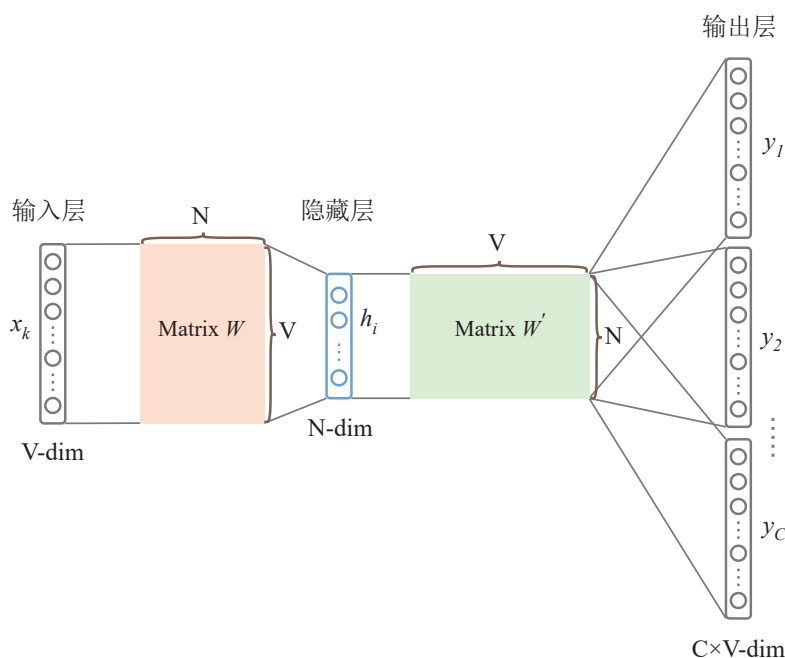 输出层
y1
输入层
N
隐藏层
V
xk
Matrix W
V
hi
Matrix W′
N
y2
V-dim
N-dim
yC
C×V-dim